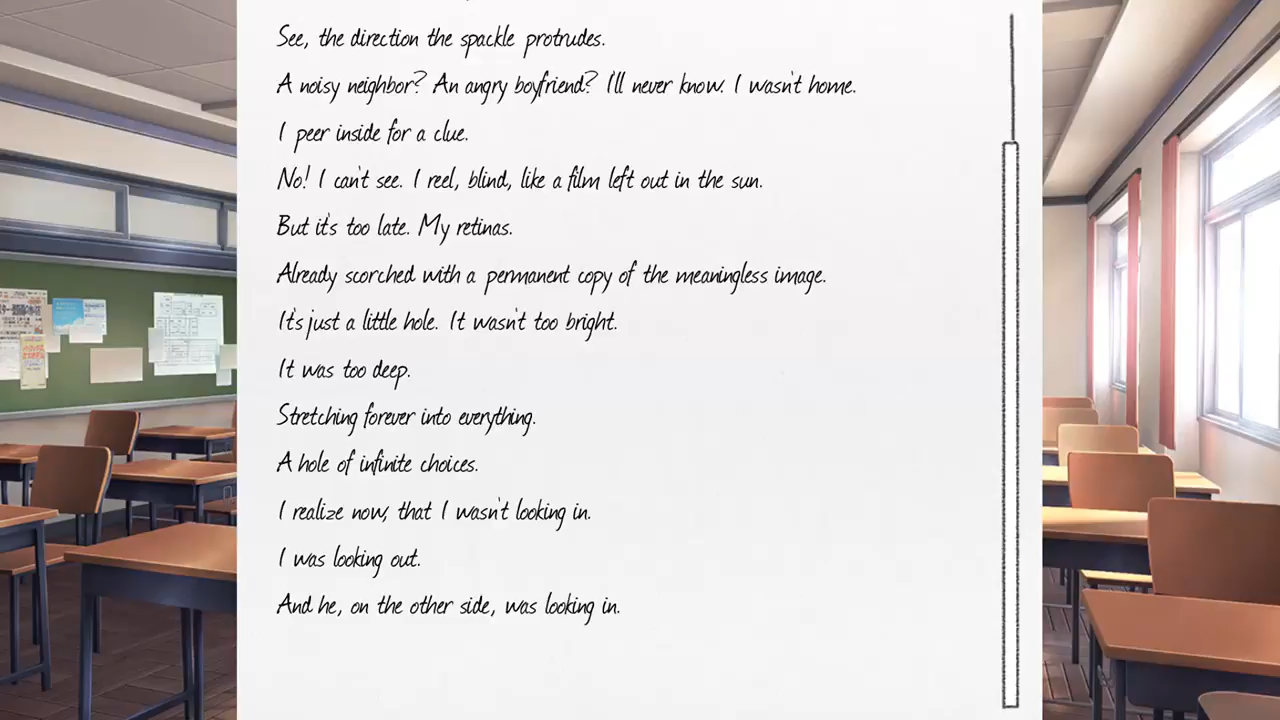 See, the direction the spackle protrudes.
A noisy neighbor? An angry boyfriend? I'll never know. I wasn't home.
I peer inside for a clue.
No! I can't see. I reel, blind, like a film left out in the sun.
But it's too late. My retinas.
Already scorched with a permanent copy of the meaningless image.
It's just a little hole. It wasn't too bright.
It was too deep.
Stretching forever into everything.
A hole of infinite choices.
I realize now, that I wasn't looking in.
I was looking out.
And he, on the other side, was looking in.